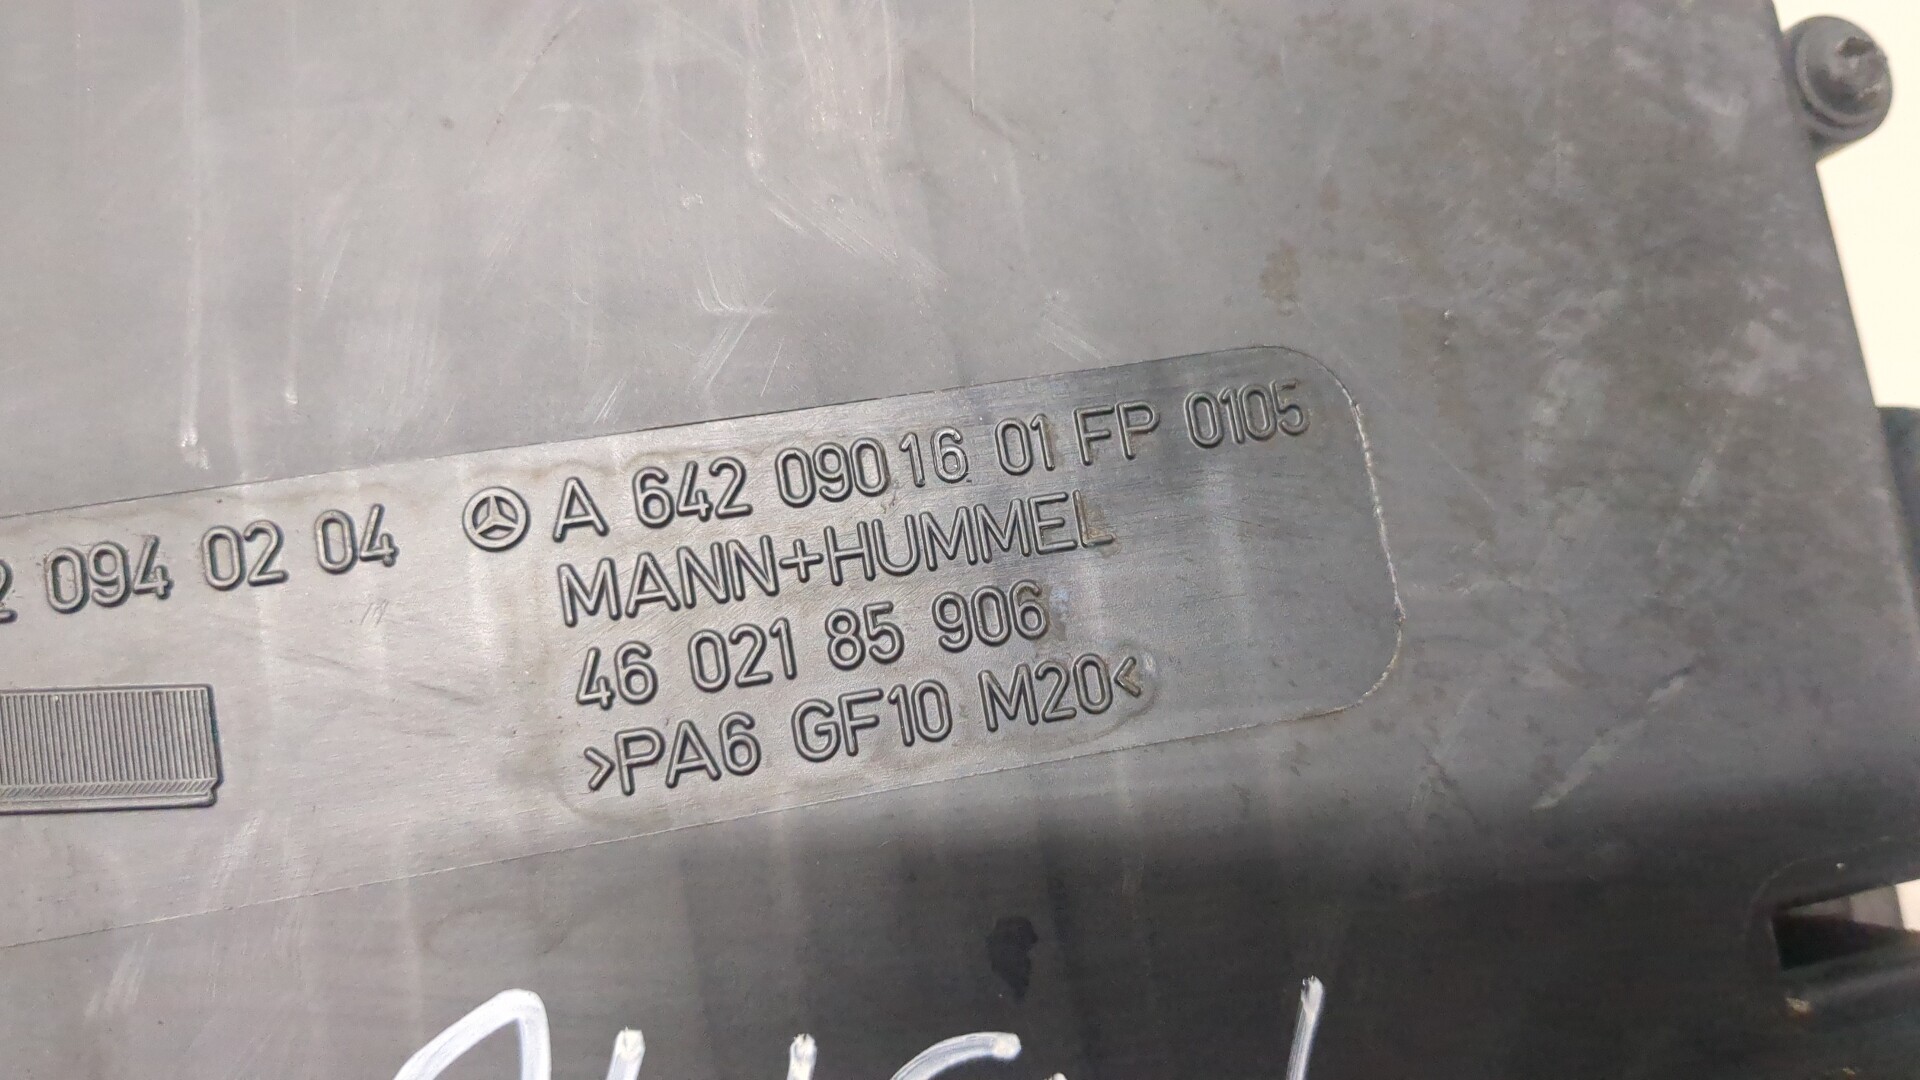 2 094 02 04
A 642 090 16 01 FP 0105
MANN+HUMMEL
46 021 85 906
>PA6 GF10 M20<